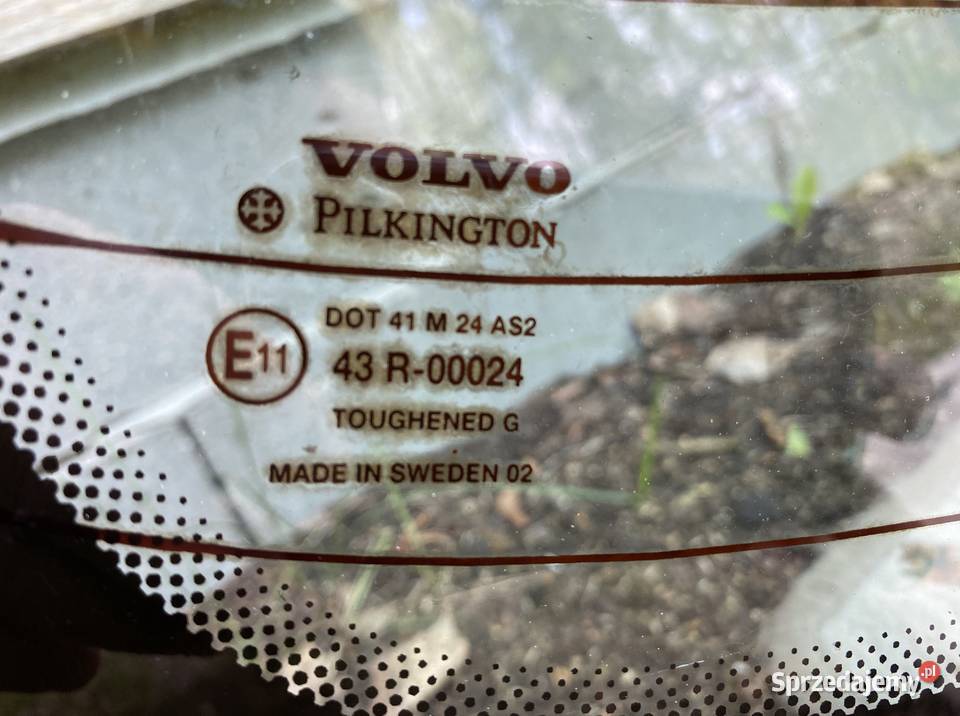 VOLVO
PILKINGTON
DOT 41 M 24 AS2
E11
43 R-00024
TOUGHENED G
MADE IN SWEDEN 02
Sprzedajemy.pl